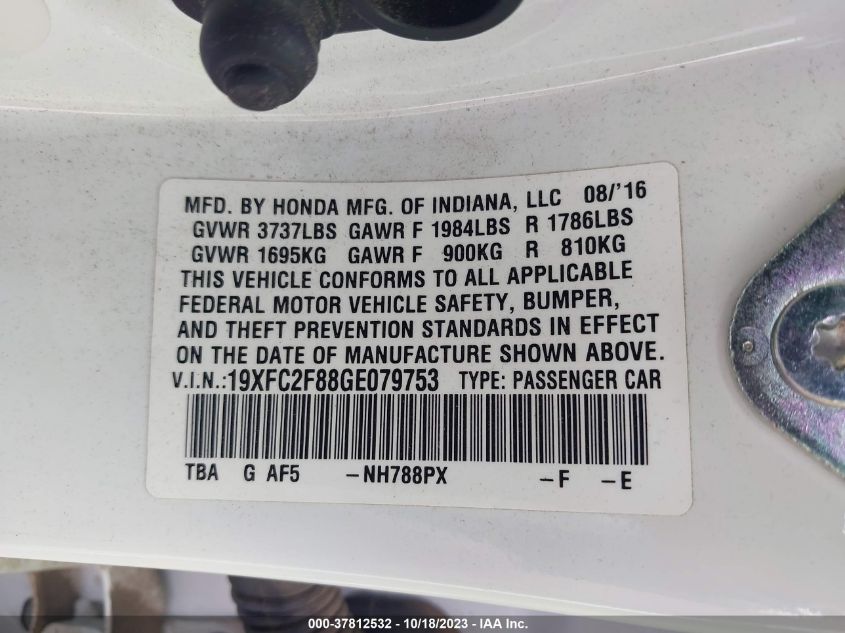 MFD. BY HONDA MFG. OF INDIANA, LLC 08/'16
GVWR 3737LBS GAWR F 1984LBS R 1786LBS
GVWR 1695KG GAWR F 900KG R 810KG
THIS VEHICLE CONFORMS TO ALL APPLICABLE
FEDERAL MOTOR VEHICLE SAFETY, BUMPER,
AND THEFT PREVENTION STANDARDS IN EFFECT
ON THE DATE OF MANUFACTURE SHOWN ABOVE.
V.I.N.:19XFC2F88GE079753 TYPE: PASSENGER CAR
TBA G AF5 -NH788PX -F -E
000-37812532 - 10/18/2023 - IAA Inc.